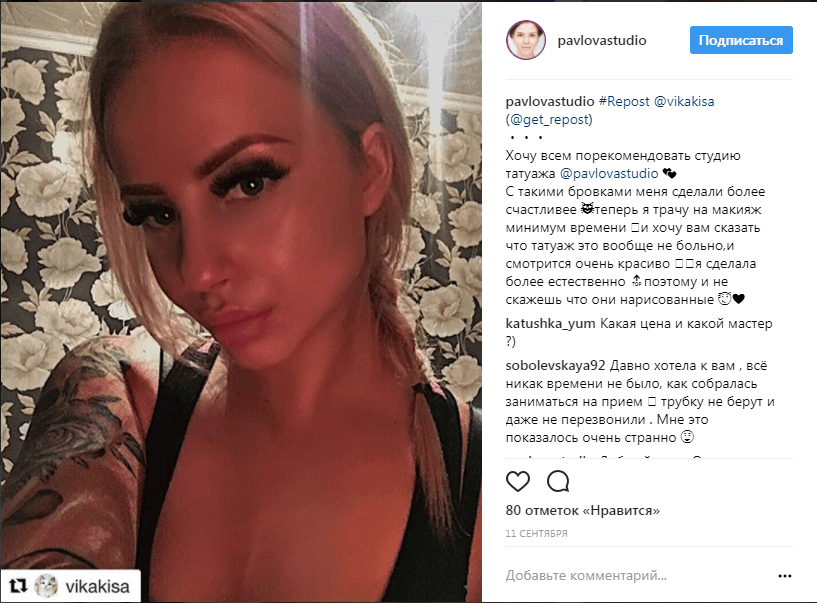 pavlovastudio
Подписаться
pavlovastudio #Repost @vikakisa
(@get_repost)
・・・
Хочу всем порекомендовать студию
татуажа @pavlovastudio 💕
С такими бровками меня сделали более
счастливее 😻теперь я трачу на макияж
минимум времени и хочу вам сказать
что татуаж это вообще не больно,и
смотрится очень красиво я сделала
более естественно поэтому и не
скажешь что они нарисованные 😇❤
katushka_yum Какая цена и какой мастер
?)
sobolevskaya92 Давно хотела к вам , всё
никак времени не было, как собралась
заниматься на прием трубку не берут и
даже не перезвонили . Мне это
показалось очень странно
80 отметок «Нравится»
11 СЕНТЯБРЯ
Добавьте комментарий...
vikakisa